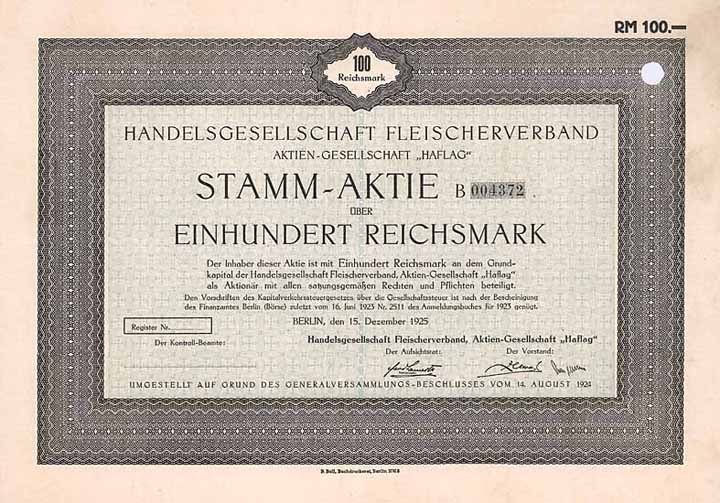 RM 100.—
100
Reichsmark
HANDELSGESELLSCHAFT FLEISCHERVERBAND
AKTIEN-GESELLSCHAFT „HAFLAG"
STAMM-AKTIE B 004372
ÜBER
EINHUNDERT REICHSMARK
Der Inhaber dieser Aktie ist mit Einhundert Reichsmark an dem Grund-
kapital der Handelsgesellschaft Fleischerverband, Aktien-Gesellschaft „Haflag"
als Aktionär mit allen satzungsgemäßen Rechten und Pflichten beteiligt.
Den Vorschriften des Kapitalverkehrssteuergesetzes über die Gesellschaftssteuer ist nach der Bescheinigung
des Finanzamtes Berlin (Börse) zuletzt vom 16. Juni 1923 Nr. 2511 des Anmeldungsbuches für 1923 genügt.
BERLIN, den 15. Dezember 1925
Register Nr.
Handelsgesellschaft Fleischerverband, Aktien-Gesellschaft „Haflag"
Der Kontroll-Beamte:
Der Aufsichtsrat:
Der Vorstand:
UMGESTELLT AUF GRUND DES GENERALVERSAMMLUNGS-BESCHLUSSES VOM 14. AUGUST 1924
Buchdruckerei, Berlin